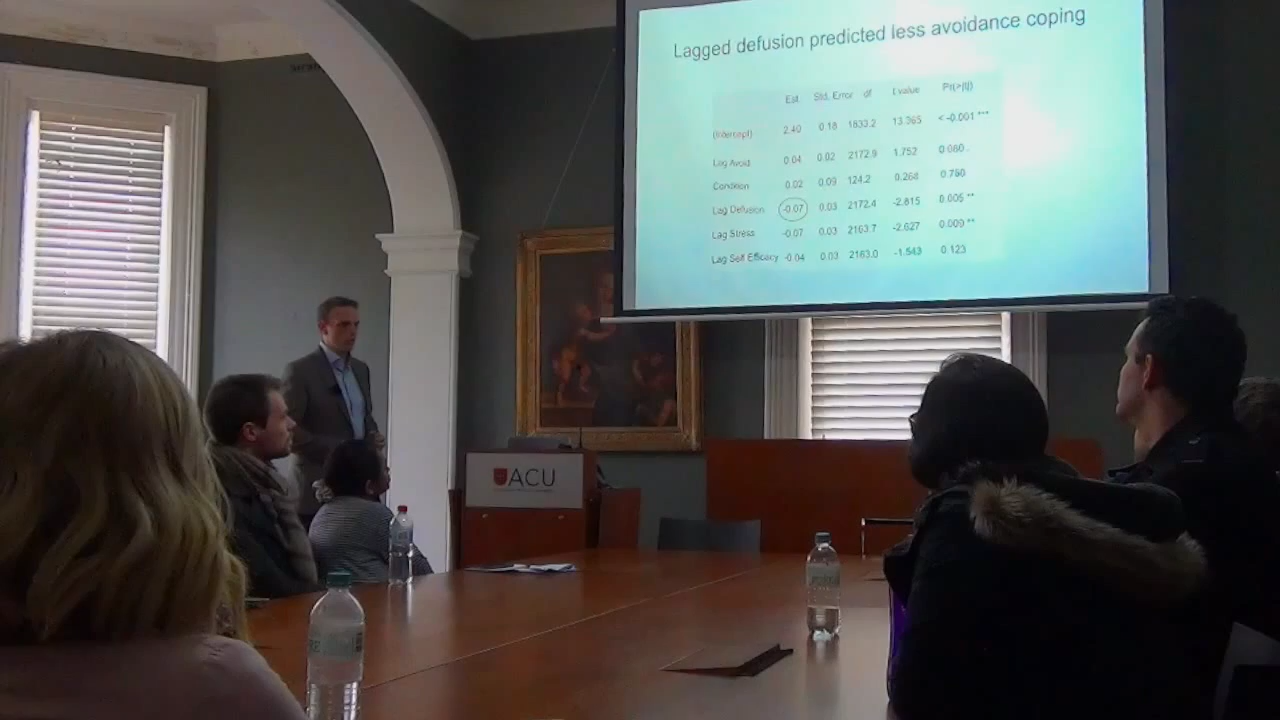 Lagged defusion predicted less avoidance coping
Est Std. Error df t value Pr(>|t|)
(Intercept) 2.40 0.18 1833.2 13.365 < -0.001 ***
Lag Avoid 0.04 0.02 2172.9 1.752 0.080 .
Condition 0.02 0.09 124.2 0.268 0.790
Lag Defusion -0.07 0.03 2172.4 -2.815 0.005 **
Lag Stress -0.07 0.03 2163.7 -2.627 0.009 **
Lag Self Efficacy -0.04 0.03 2163.0 -1.543 0.123
ACU